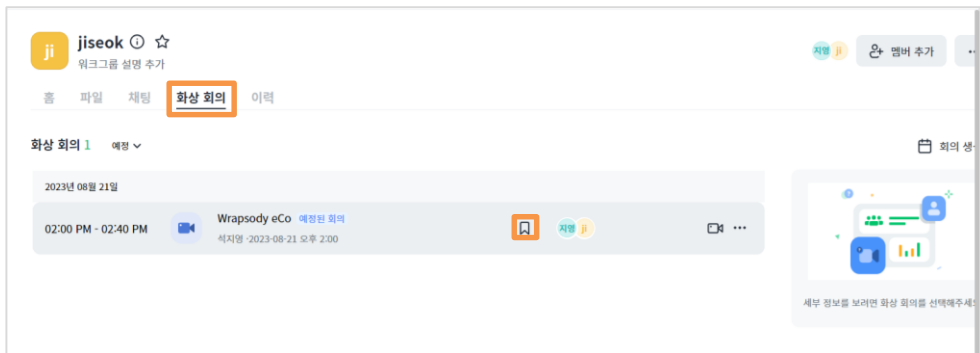 ji
jiseok
워크그룹 설명 추가
지영 ji
멤버 추가
홈 파일 채팅 화상 회의 이력
화상 회의 1 예정
회의 생
2023년 08월 21일
02:00 PM - 02:40 PM
Wrapsody eCo 예정된 회의
석지영 ·2023-08-21 오후 2:00
지영 ji
세부 정보를 보려면 화상 회의를 선택해주세